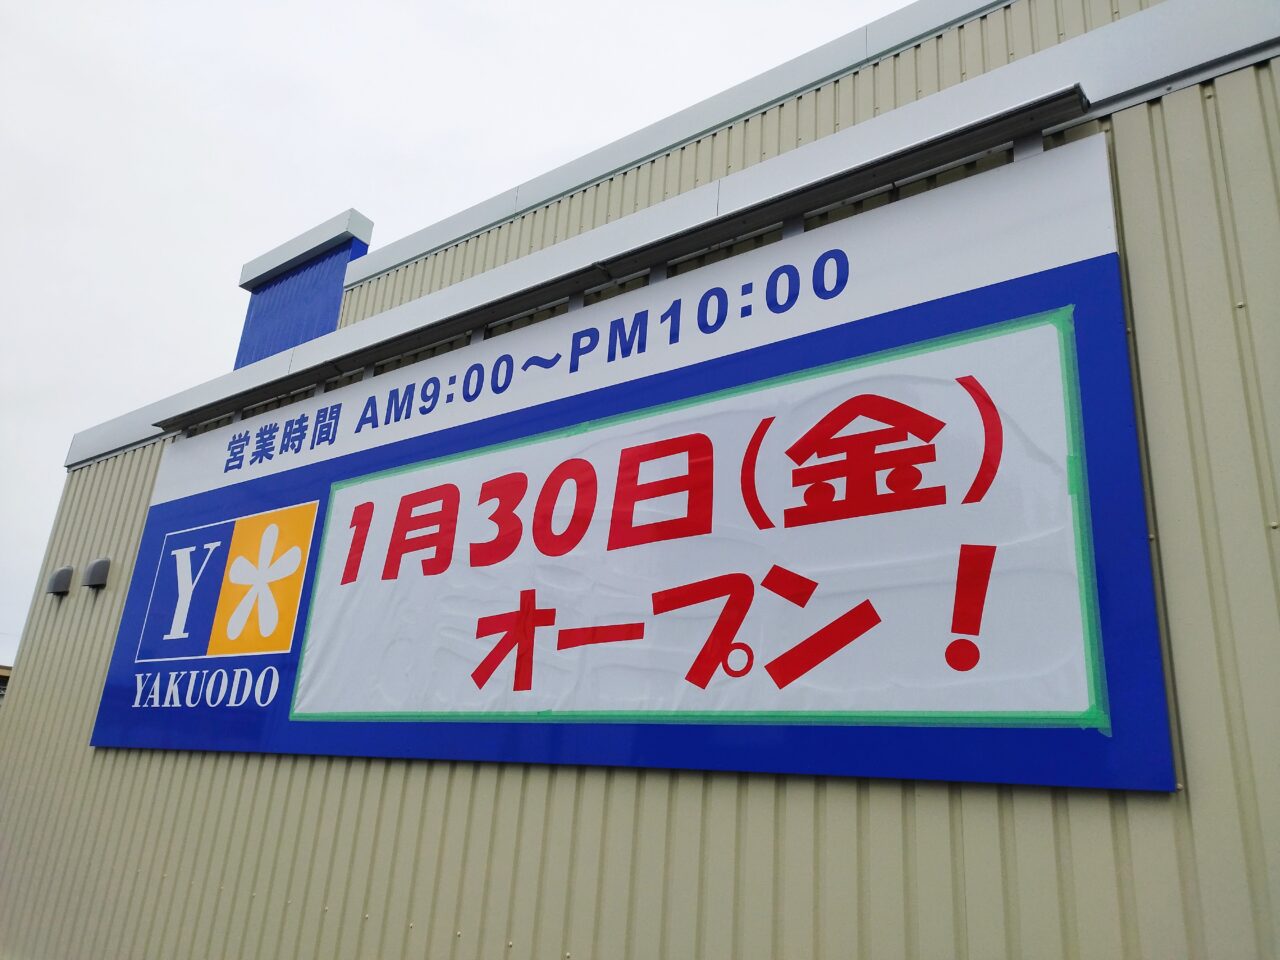 営業時間 AM9:00～PM10:00
1月30日(金)
オープン!
Y
YAKUODO